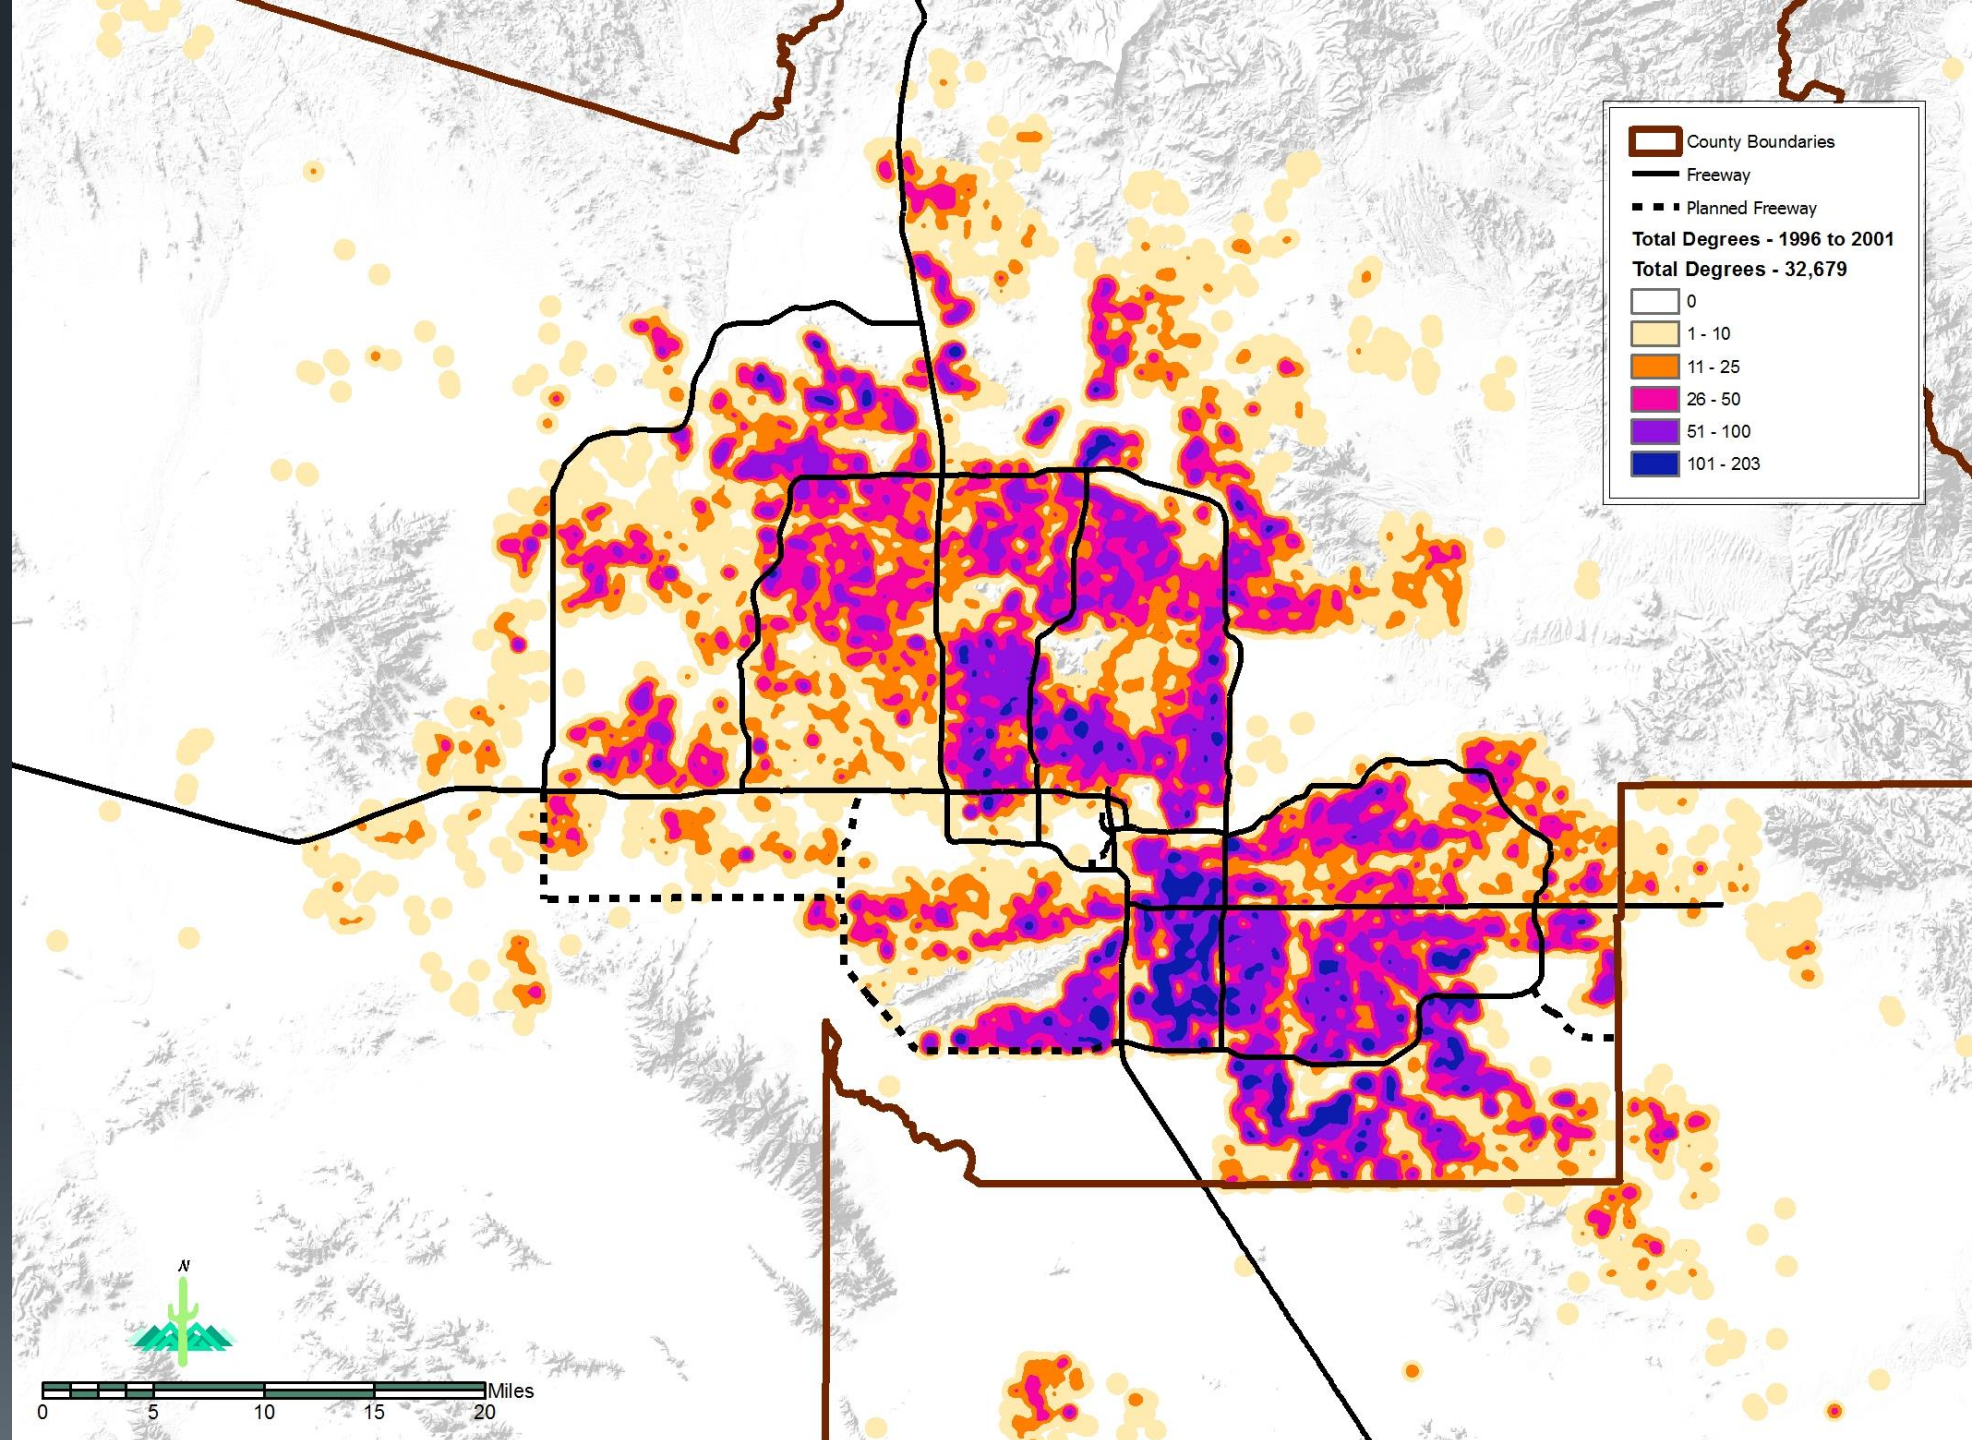 County Boundaries
Freeway
Planned Freeway
Total Degrees - 1996 to 2001
Total Degrees - 32,679
0
1 - 10
11 - 25
26 - 50
51 - 100
101 - 203
N
Miles
0 5 10 15 20